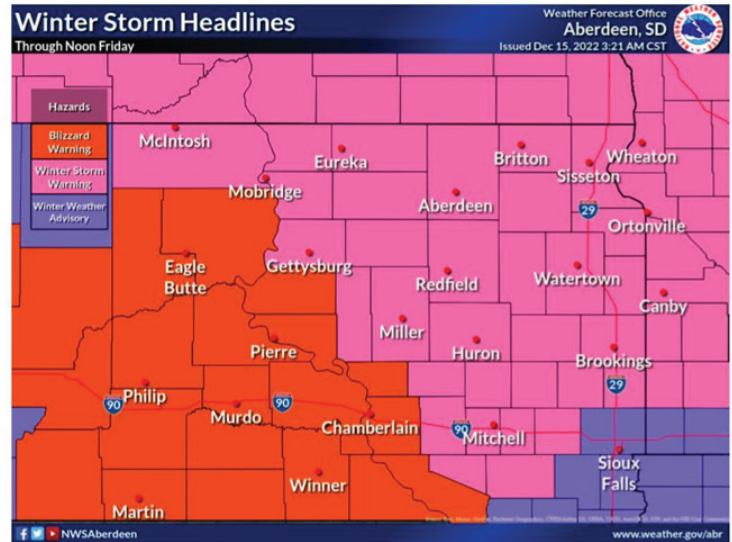 Winter Storm Headlines
Through Noon Friday
Weather Forecast Office
Aberdeen, SD
Issued Dec 15, 2022 3:21 AM CST
Hazards
Blizzard
Warning
Winter Storm
Warning
Winter Weather
Advisory
McIntosh
Eureka
Britton
Wheaton
Sisseton
Mobridge
Aberdeen
29
Ortonville
Eagle
Butte
Gettysburg
Redfield
Watertown
Canby
Miller
Pierre
Huron
Brookings
29
Philip
90
Murdo
90
Chamberlain
90
Mitchell
Sioux
Falls
Winner
Martin
NWSAberdeen
www.weather.gov/abr